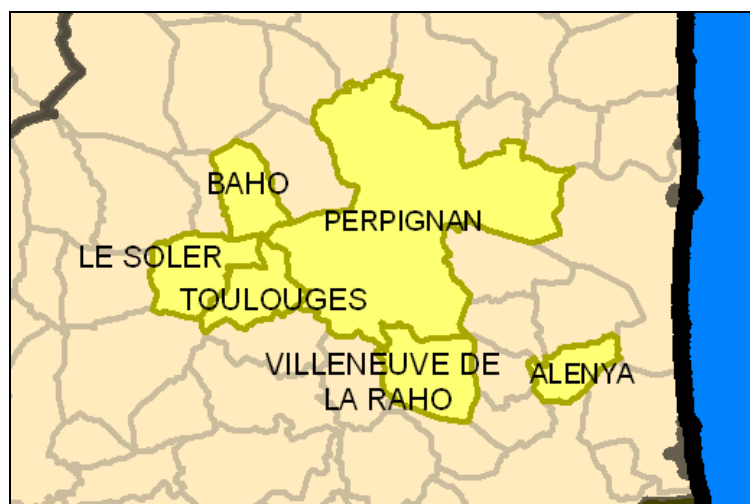 BAHO
PERPIGNAN
LE SOLER
TOULOUGES
VILLENEUVE DE
LA RAHO
ALENYA